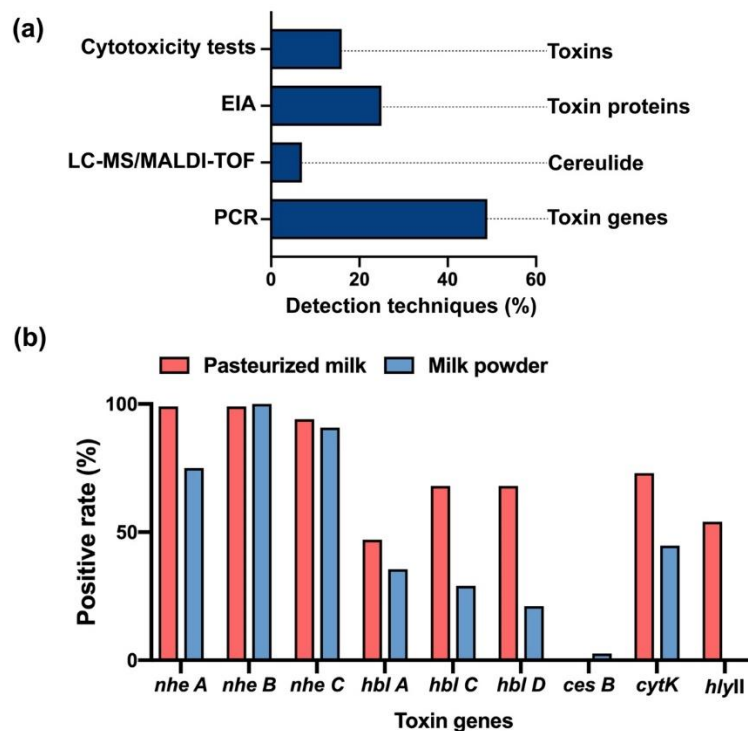 (a)
Cytotoxicity tests
Toxins
EIA
Toxin proteins
LC-MS/MALDI-TOF
Cereulide
PCR
Toxin genes
0 20 40 60
Detection techniques (%)
(b)
Pasteurized milk Milk powder
Positive rate (%)
100
50
0
nhe A nhe B nhe C hbl A hbl C hbl D ces B cytK hlyII
Toxin genes